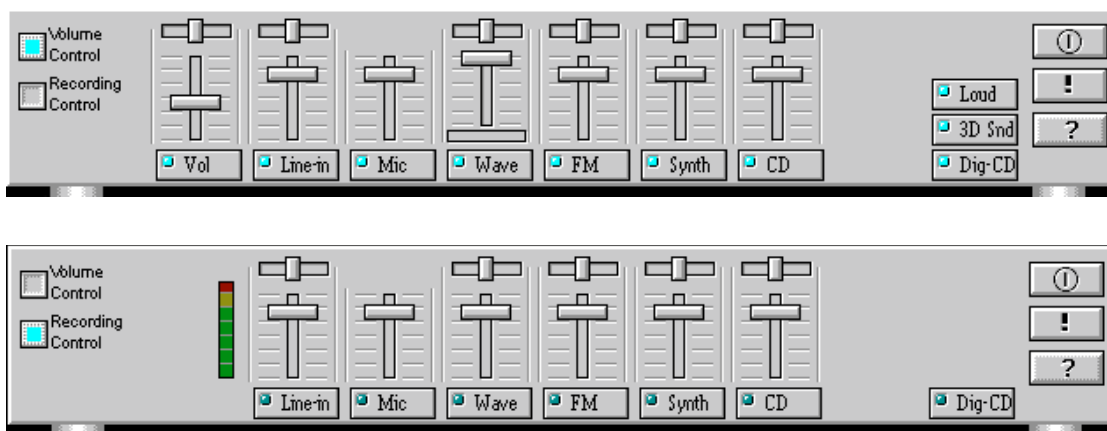 Volume
Control
Recording
Control
Loud
!
3D Snd
?
Vol Line-in Mic Wave FM Synth CD Dig-CD
Volume
Control
Recording
Control
!
?
Line-in Mic Wave FM Synth CD Dig-CD